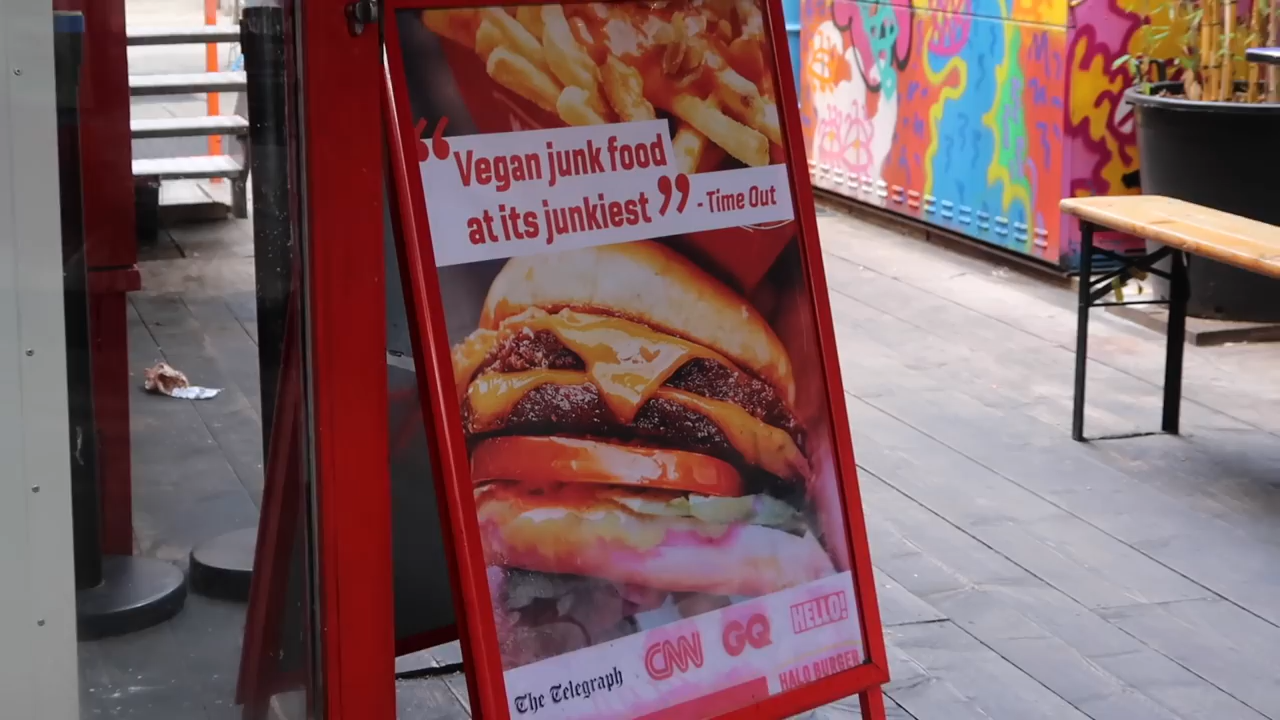 “Vegan junk food
at its junkiest” - Time Out
The Telegraph CNN GQ HELLO!
HALO BURGER